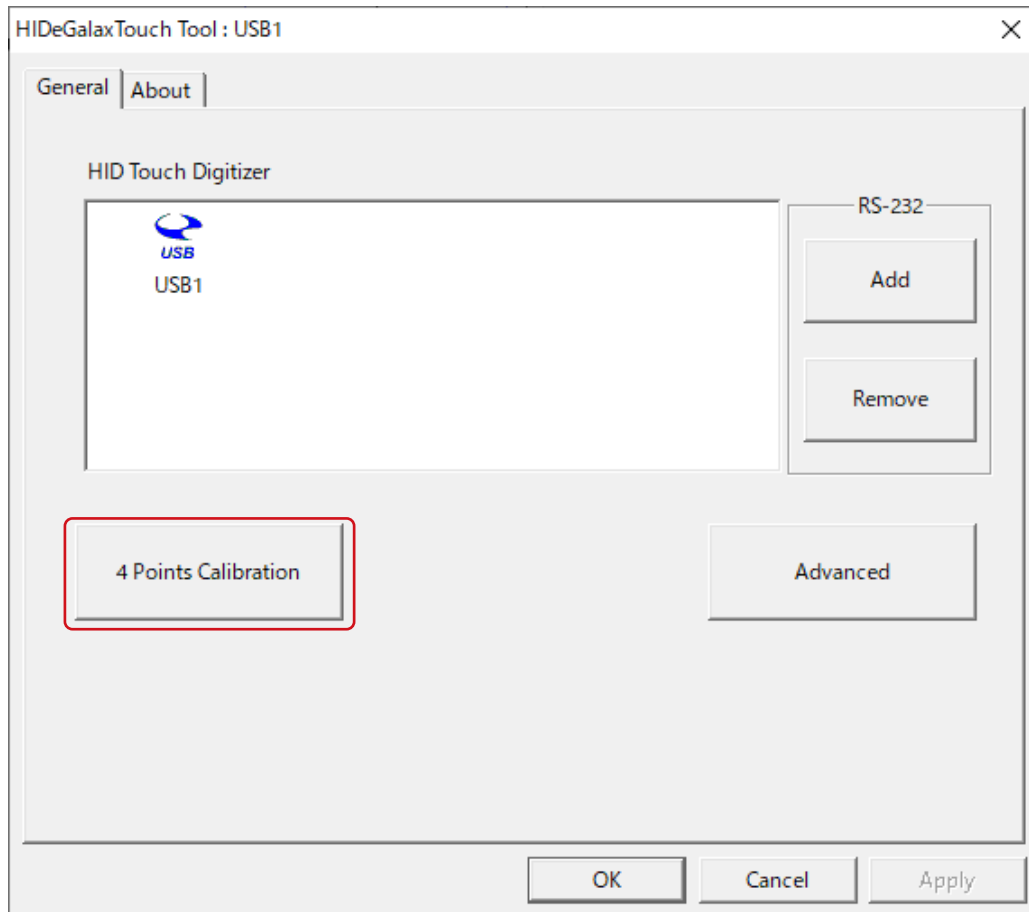 HIDeGalaxTouch Tool : USB1
General
About
HID Touch Digitizer
USB
USB1
RS-232
Add
Remove
4 Points Calibration
Advanced
OK
Cancel
Apply